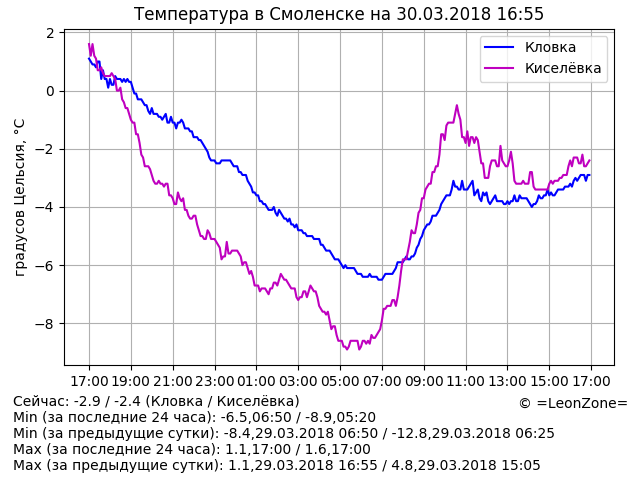 Температура в Смоленске на 30.03.2018 16:55
Кловка
Киселёвка
градусов Цельсия, °C
2
0
−2
−4
−6
−8
17:00 19:00 21:00 23:00 01:00 03:00 05:00 07:00 09:00 11:00 13:00 15:00 17:00
Сейчас: -2.9 / -2.4 (Кловка / Киселёвка)
© =LeonZone=
Min (за последние 24 часа): -6.5,06:50 / -8.9,05:20
Min (за предыдущие сутки): -8.4,29.03.2018 06:50 / -12.8,29.03.2018 06:25
Max (за последние 24 часа): 1.1,17:00 / 1.6,17:00
Max (за предыдущие сутки): 1.1,29.03.2018 16:55 / 4.8,29.03.2018 15:05